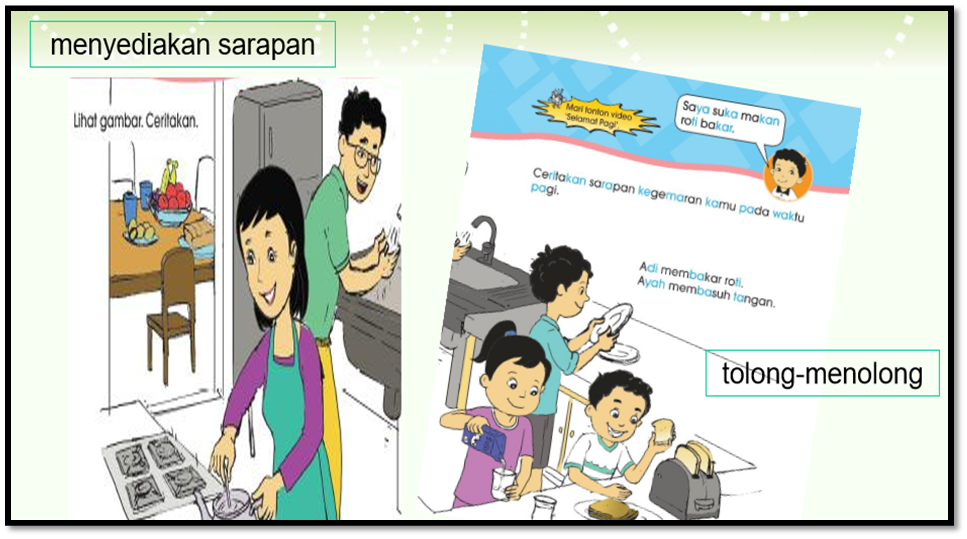 menyediakan sarapan
Lihat gambar. Ceritakan.
Mari tonton video
'Selamat Pagi'
Saya suka makan
roti bakar.
Ceritakan sarapan kegemaran kamu pada waktu
pagi.
Adi membakar roti.
Ayah membasuh tangan.
tolong-menolong